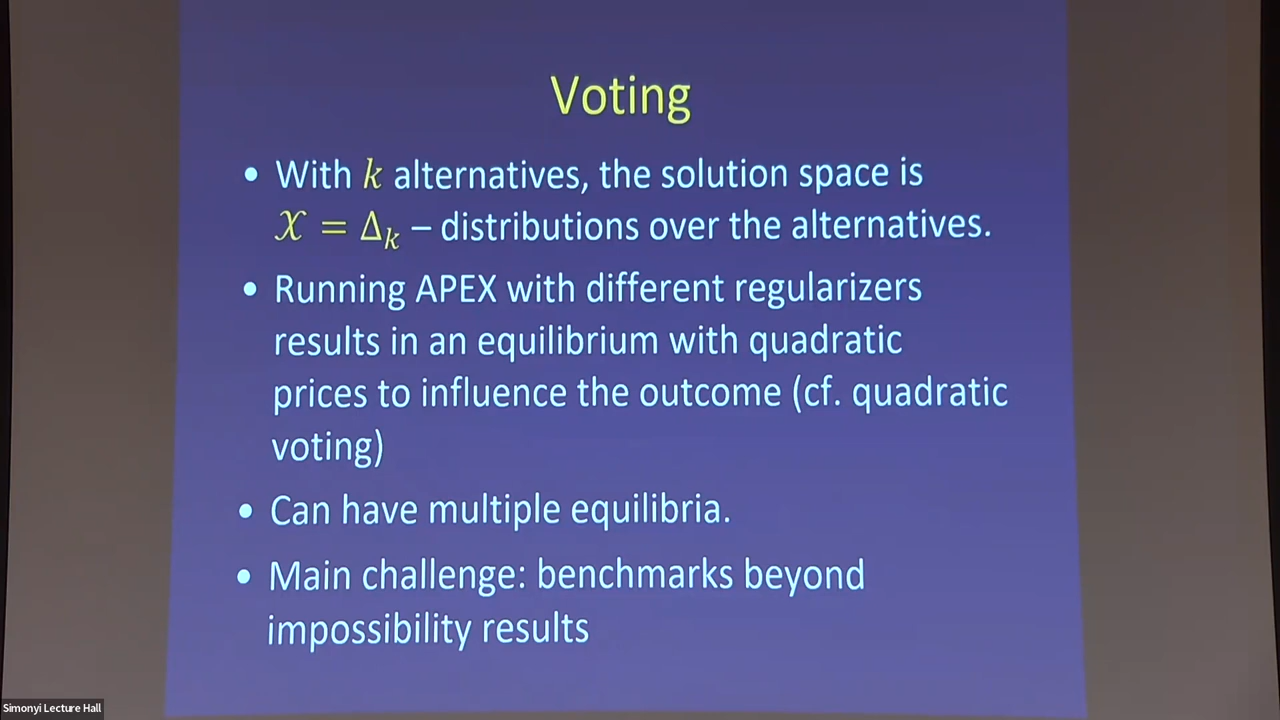 Voting
• With k alternatives, the solution space is
𝒳 = Δₖ – distributions over the alternatives.
• Running APEX with different regularizers
results in an equilibrium with quadratic
prices to influence the outcome (cf. quadratic
voting)
• Can have multiple equilibria.
• Main challenge: benchmarks beyond
impossibility results
Simonyi Lecture Hall